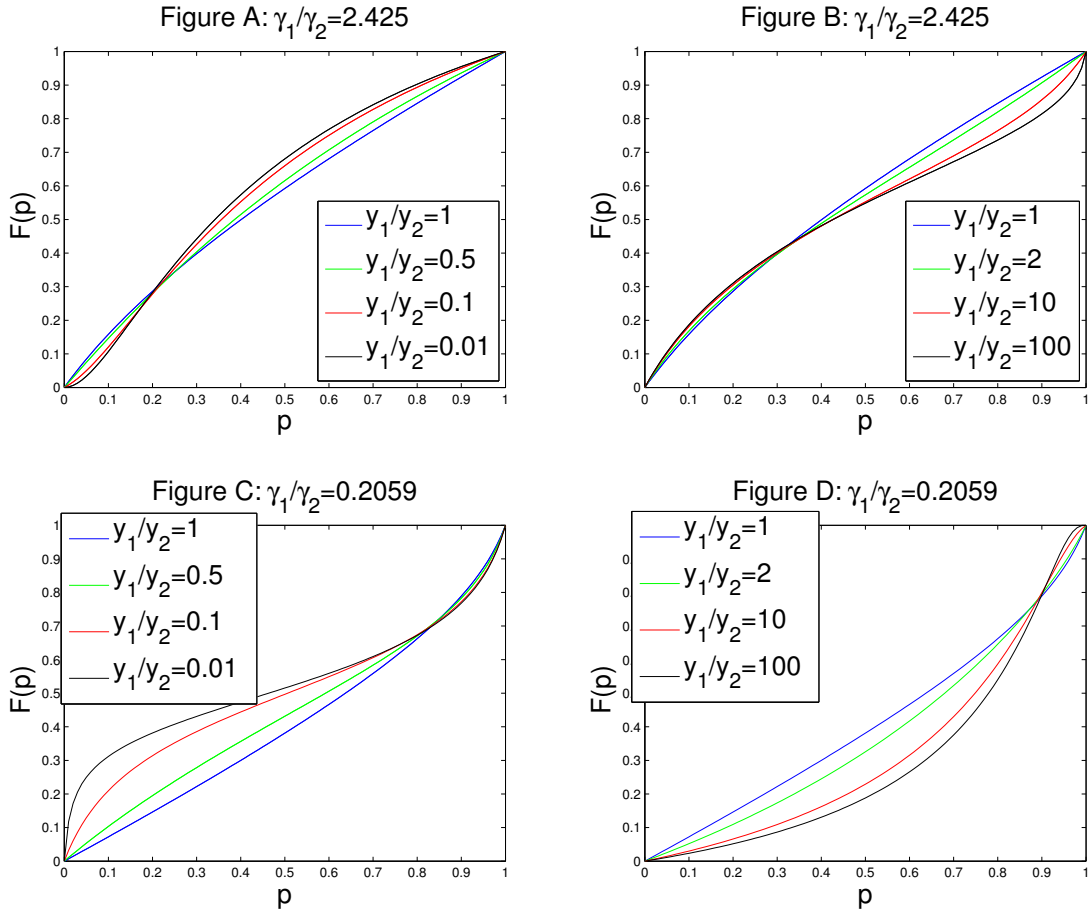 Figure A: γ1/γ2=2.425
1
0.9
0.8
0.7
0.6
0.5
0.4
0.3
0.2
0.1
0
F(p)
y1/y2=1
y1/y2=0.5
y1/y2=0.1
y1/y2=0.01
0 0.1 0.2 0.3 0.4 0.5 0.6 0.7 0.8 0.9 1
p
Figure B: γ1/γ2=2.425
1
0.9
0.8
0.7
0.6
0.5
0.4
0.3
0.2
0.1
0
F(p)
y1/y2=1
y1/y2=2
y1/y2=10
y1/y2=100
0 0.1 0.2 0.3 0.4 0.5 0.6 0.7 0.8 0.9 1
p
Figure C: γ1/γ2=0.2059
1
y1/y2=1
y1/y2=0.5
y1/y2=0.1
y1/y2=0.01
0.9
0.8
0.7
0.6
0.5
0.4
0.3
0.2
0.1
0
F(p)
0 0.1 0.2 0.3 0.4 0.5 0.6 0.7 0.8 0.9 1
p
Figure D: γ1/γ2=0.2059
y1/y2=1
y1/y2=2
y1/y2=10
y1/y2=100
0.4
0.3
0.2
0.1
0
F(p)
0 0.1 0.2 0.3 0.4 0.5 0.6 0.7 0.8 0.9 1
p